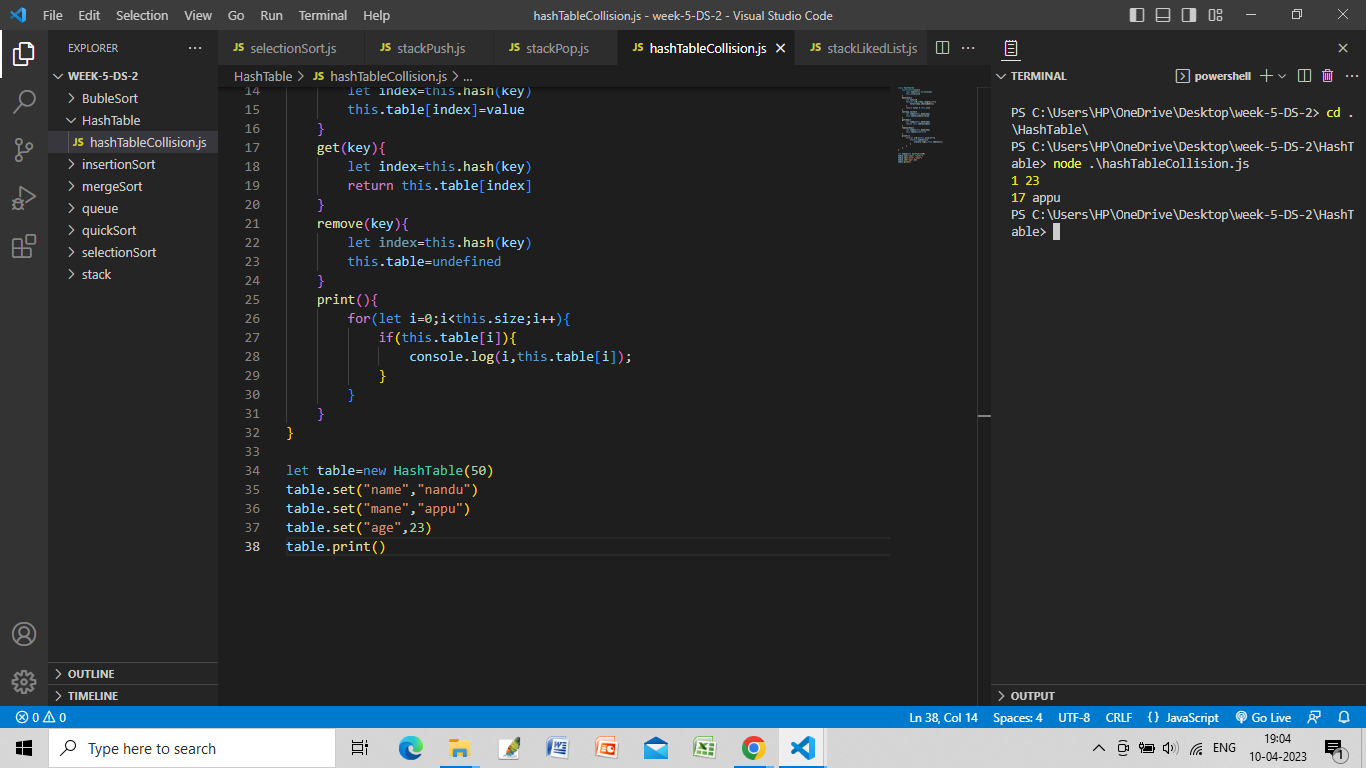 File Edit Selection View Go Run Terminal Help
hashTableCollision.js - week-5-DS-2 - Visual Studio Code
EXPLORER
WEEK-5-DS-2
BubleSort
HashTable
JS hashTableCollision.js
insertionSort
mergeSort
queue
quickSort
selectionSort
stack
OUTLINE
TIMELINE
JS selectionSort.js JS stackPush.js JS stackPop.js JS hashTableCollision.js JS stackLikedList.js
HashTable > JS hashTableCollision.js > ...
14 let index=this.hash(key)
15 this.table[index]=value
16 }
17 get(key){
18 let index=this.hash(key)
19 return this.table[index]
20 }
21 remove(key){
22 let index=this.hash(key)
23 this.table=undefined
24 }
25 print(){
26 for(let i=0;i<this.size;i++){
27 if(this.table[i]){
28 console.log(i,this.table[i]);
29 }
30 }
31 }
32 }
33
34 let table=new HashTable(50)
35 table.set("name","nandu")
36 table.set("mane","appu")
37 table.set("age",23)
38 table.print()
TERMINAL
powershell
PS C:\Users\HP\OneDrive\Desktop\week-5-DS-2> cd .
\HashTable\
PS C:\Users\HP\OneDrive\Desktop\week-5-DS-2\HashT
able> node .\hashTableCollision.js
1 23
17 appu
PS C:\Users\HP\OneDrive\Desktop\week-5-DS-2\HashT
able>
OUTPUT
0 0
Ln 38, Col 14 Spaces: 4 UTF-8 CRLF {} JavaScript Go Live
Type here to search
ENG
19:04
10-04-2023
1